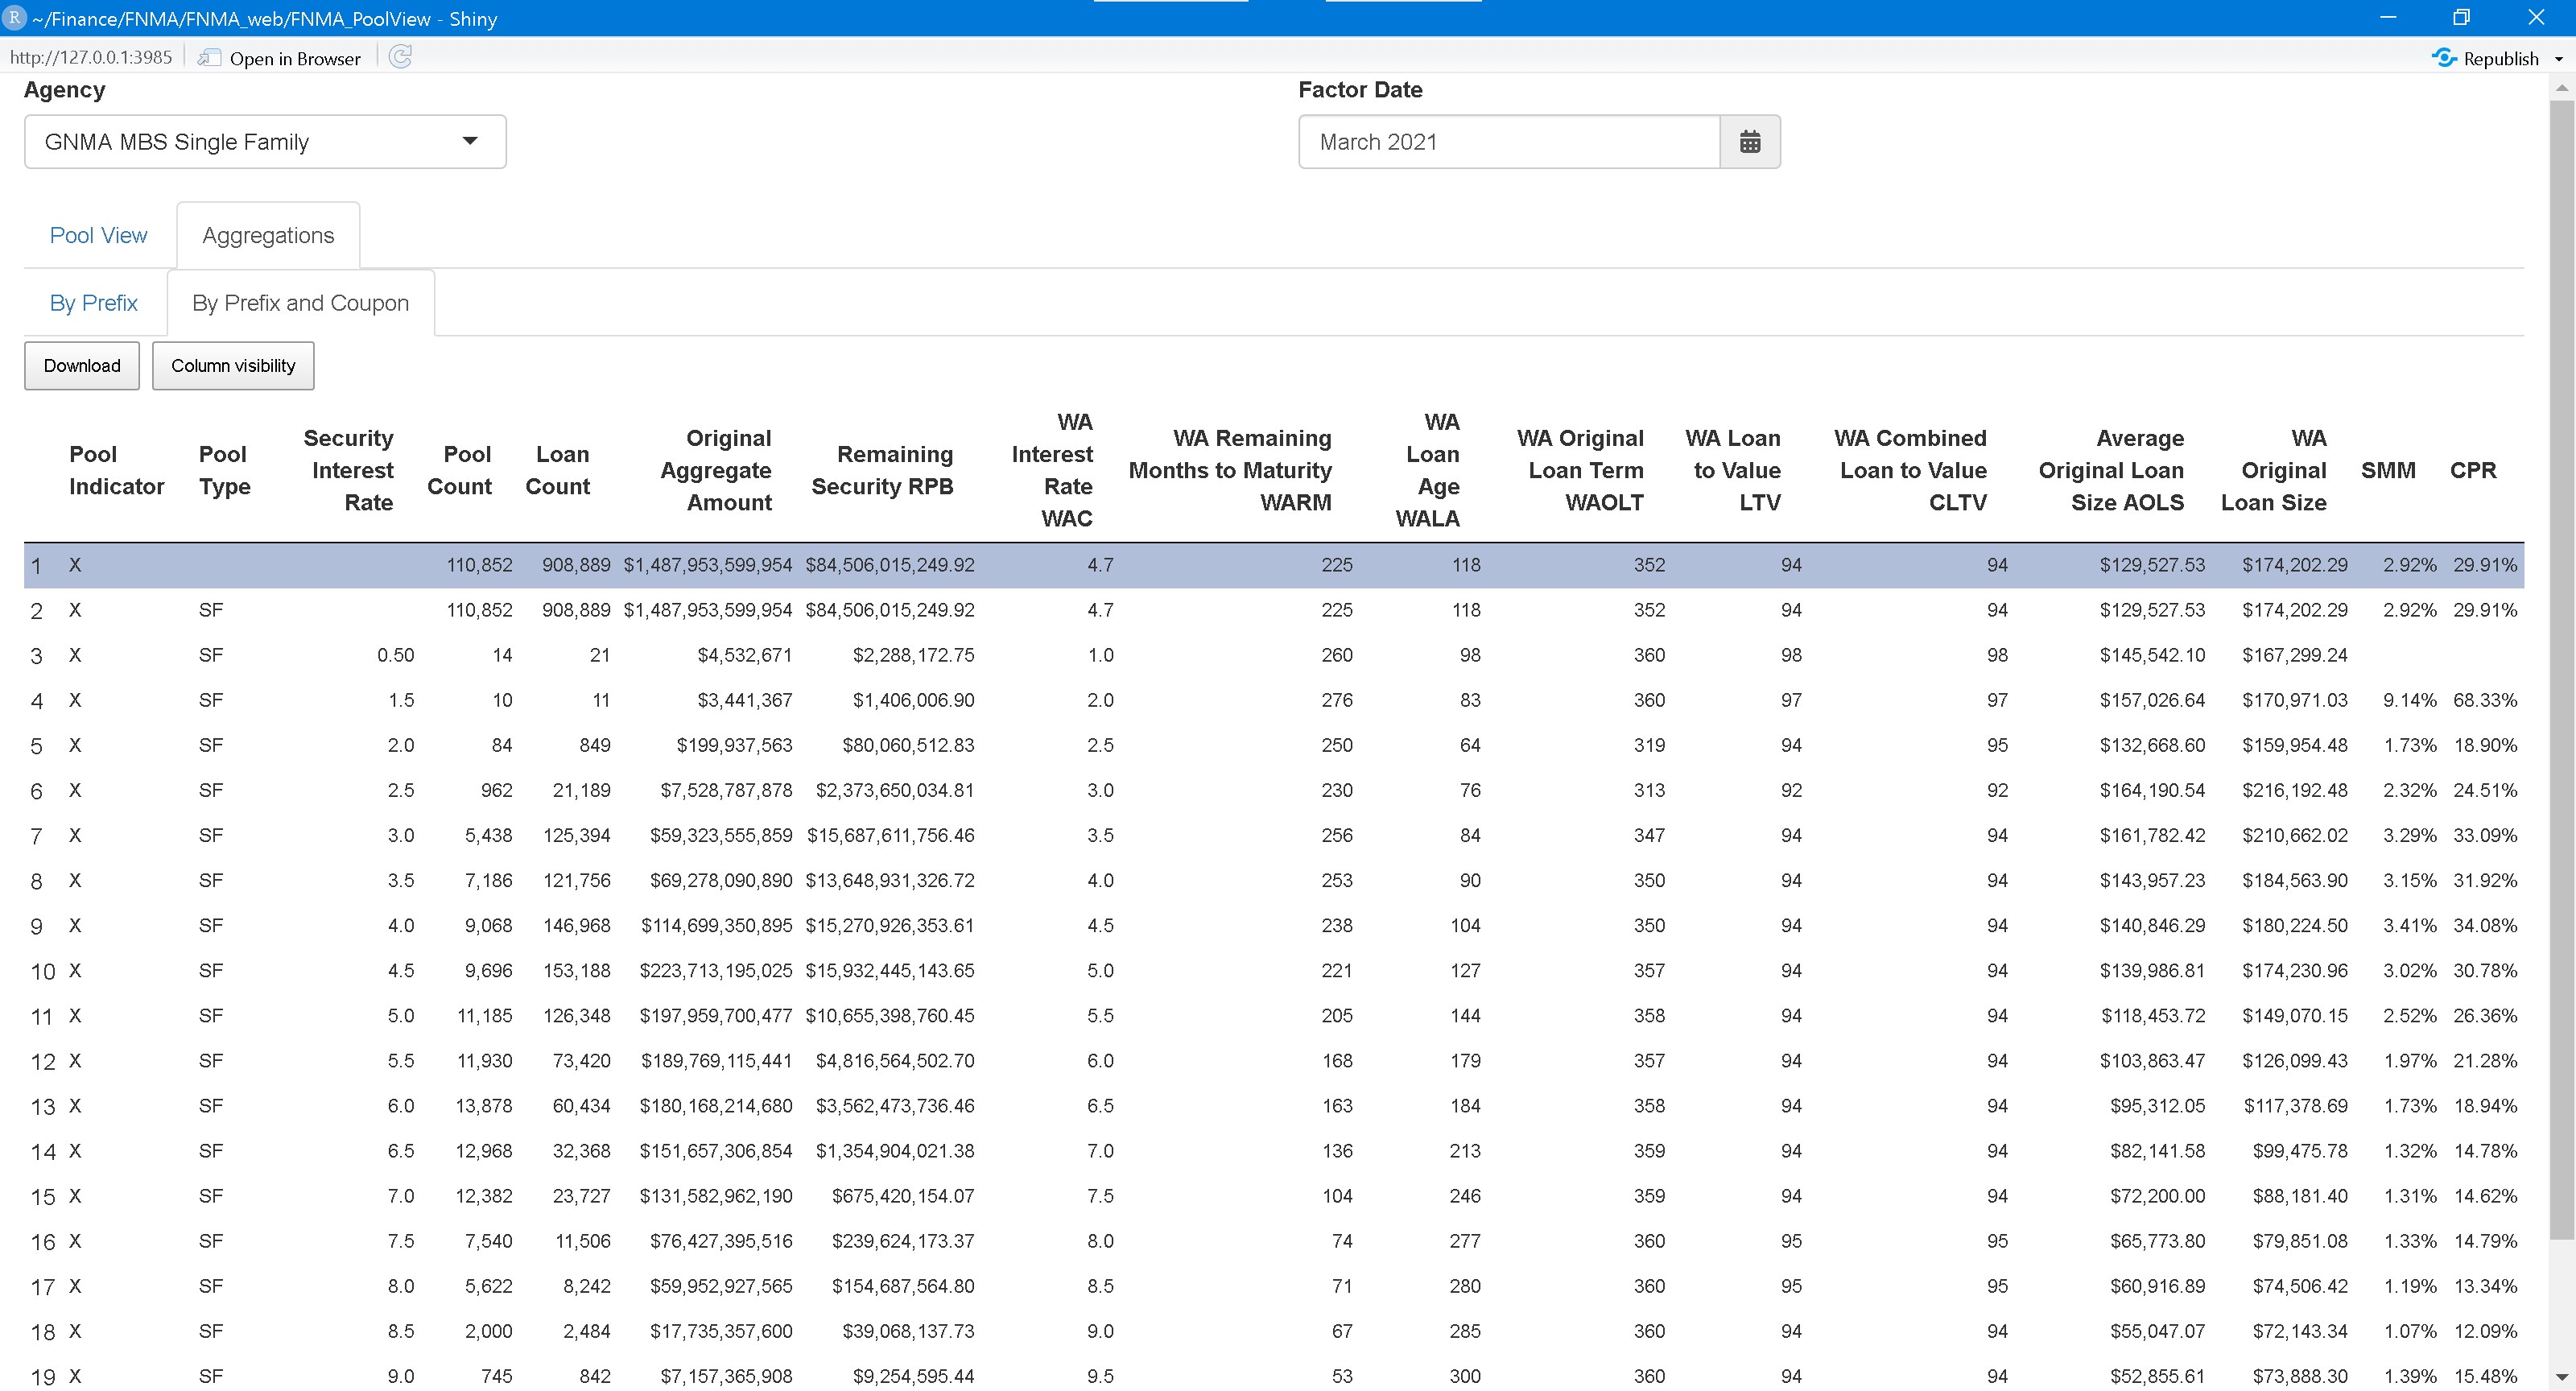 R ~/Finance/FNMA/FNMA_web/FNMA_PoolView - Shiny
http://127.0.0.1:3985 Open in Browser Republish
Agency Factor Date
GNMA MBS Single Family March 2021
Pool View Aggregations
By Prefix By Prefix and Coupon
Download Column visibility
Pool Indicator Pool Type Security Interest Rate Pool Count Loan Count Original Aggregate Amount Remaining Security RPB WA Interest Rate WAC WA Remaining Months to Maturity WARM WA Loan Age WALA WA Original Loan Term WAOLT WA Loan to Value LTV WA Combined Loan to Value CLTV Average Original Loan Size AOLS WA Original Loan Size SMM CPR
1 X 110,852 908,889 $1,487,953,599,954 $84,506,015,249.92 4.7 225 118 352 94 94 $129,527.53 $174,202.29 2.92% 29.91%
2 X SF 110,852 908,889 $1,487,953,599,954 $84,506,015,249.92 4.7 225 118 352 94 94 $129,527.53 $174,202.29 2.92% 29.91%
3 X SF 0.50 14 21 $4,532,671 $2,288,172.75 1.0 260 98 360 98 98 $145,542.10 $167,299.24
4 X SF 1.5 10 11 $3,441,367 $1,406,006.90 2.0 276 83 360 97 97 $157,026.64 $170,971.03 9.14% 68.33%
5 X SF 2.0 84 849 $199,937,563 $80,060,512.83 2.5 250 64 319 94 95 $132,668.60 $159,954.48 1.73% 18.90%
6 X SF 2.5 962 21,189 $7,528,787,878 $2,373,650,034.81 3.0 230 76 313 92 92 $164,190.54 $216,192.48 2.32% 24.51%
7 X SF 3.0 5,438 125,394 $59,323,555,859 $15,687,611,756.46 3.5 256 84 347 94 94 $161,782.42 $210,662.02 3.29% 33.09%
8 X SF 3.5 7,186 121,756 $69,278,090,890 $13,648,931,326.72 4.0 253 90 350 94 94 $143,957.23 $184,563.90 3.15% 31.92%
9 X SF 4.0 9,068 146,968 $114,699,350,895 $15,270,926,353.61 4.5 238 104 350 94 94 $140,846.29 $180,224.50 3.41% 34.08%
10 X SF 4.5 9,696 153,188 $223,713,195,025 $15,932,445,143.65 5.0 221 127 357 94 94 $139,986.81 $174,230.96 3.02% 30.78%
11 X SF 5.0 11,185 126,348 $197,959,700,477 $10,655,398,760.45 5.5 205 144 358 94 94 $118,453.72 $149,070.15 2.52% 26.36%
12 X SF 5.5 11,930 73,420 $189,769,115,441 $4,816,564,502.70 6.0 168 179 357 94 94 $103,863.47 $126,099.43 1.97% 21.28%
13 X SF 6.0 13,878 60,434 $180,168,214,680 $3,562,473,736.46 6.5 163 184 358 94 94 $95,312.05 $117,378.69 1.73% 18.94%
14 X SF 6.5 12,968 32,368 $151,657,306,854 $1,354,904,021.38 7.0 136 213 359 94 94 $82,141.58 $99,475.78 1.32% 14.78%
15 X SF 7.0 12,382 23,727 $131,582,962,190 $675,420,154.07 7.5 104 246 359 94 94 $72,200.00 $88,181.40 1.31% 14.62%
16 X SF 7.5 7,540 11,506 $76,427,395,516 $239,624,173.37 8.0 74 277 360 95 95 $65,773.80 $79,851.08 1.33% 14.79%
17 X SF 8.0 5,622 8,242 $59,952,927,565 $154,687,564.80 8.5 71 280 360 95 95 $60,916.89 $74,506.42 1.19% 13.34%
18 X SF 8.5 2,000 2,484 $17,735,357,600 $39,068,137.73 9.0 67 285 360 94 94 $55,047.07 $72,143.34 1.07% 12.09%
19 X SF 9.0 745 842 $7,157,365,908 $9,254,595.44 9.5 53 300 360 94 94 $52,855.61 $73,888.30 1.39% 15.48%